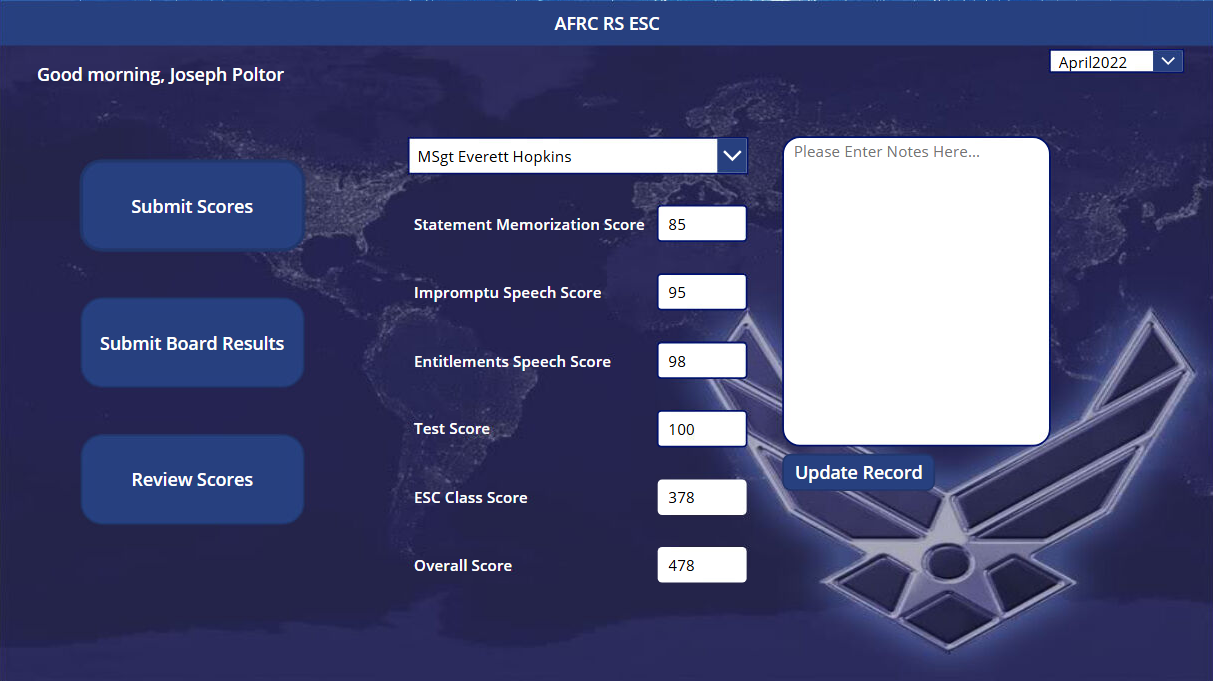 AFRC RS ESC
Good morning, Joseph Poltor
April2022
Submit Scores
Submit Board Results
Review Scores
MSgt Everett Hopkins
Statement Memorization Score 85
Impromptu Speech Score 95
Entitlements Speech Score 98
Test Score 100
ESC Class Score 378
Overall Score 478
Please Enter Notes Here...
Update Record